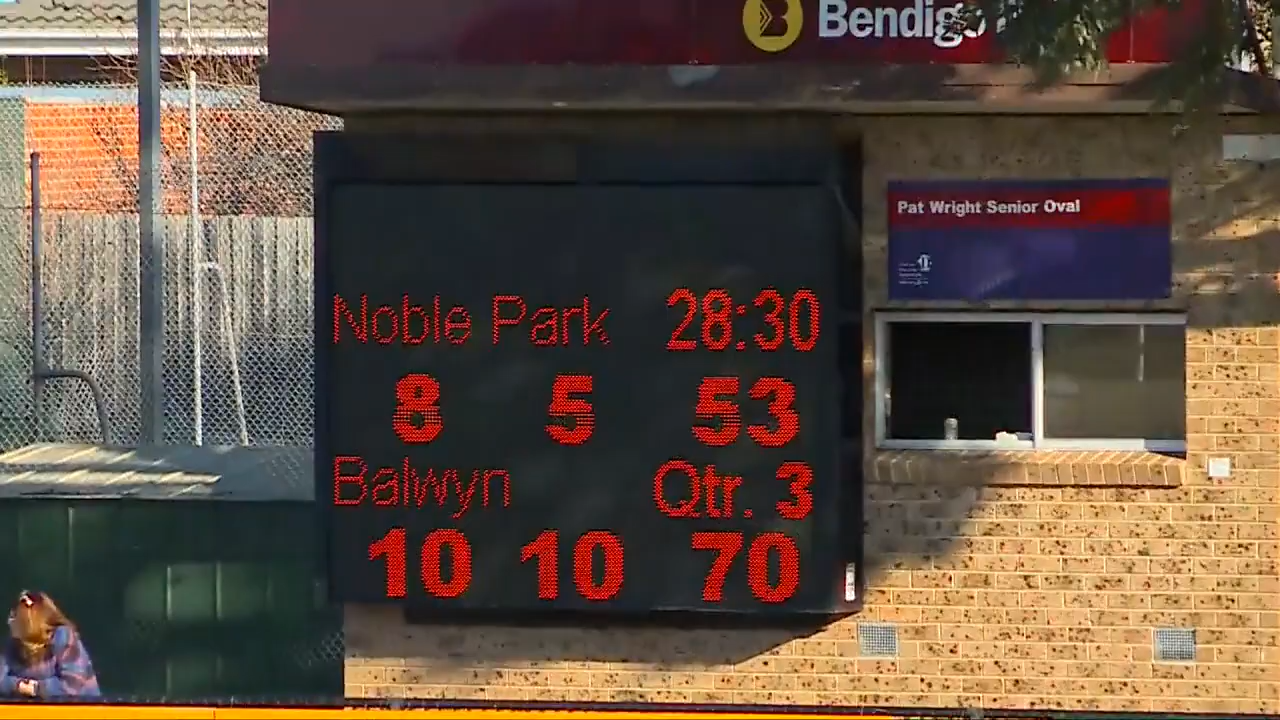 Bendigo
Pat Wright Senior Oval
Noble Park 28:30
8 5 53
Balwyn Qtr. 3
10 10 70